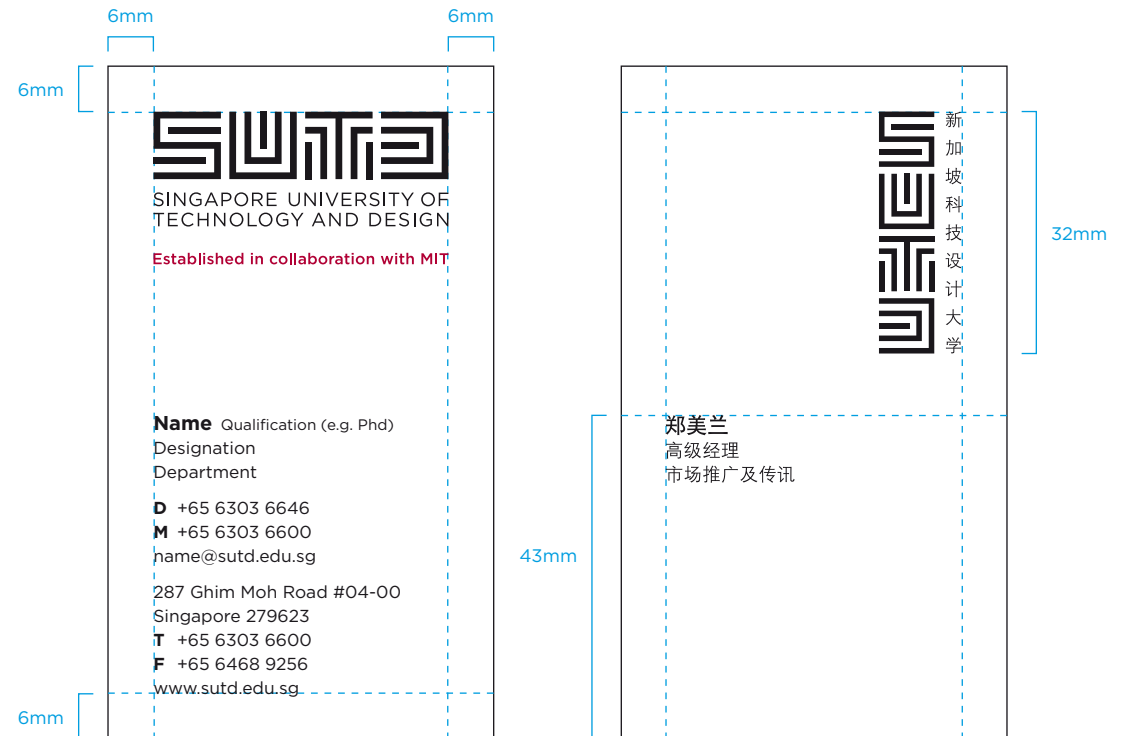 6mm
6mm
6mm
SUTD
SINGAPORE UNIVERSITY OF
TECHNOLOGY AND DESIGN
Established in collaboration with MIT
Name Qualification (e.g. Phd)
Designation
Department
D +65 6303 6646
M +65 6303 6600
name@sutd.edu.sg
287 Ghim Moh Road #04-00
Singapore 279623
T +65 6303 6600
F +65 6468 9256
www.sutd.edu.sg
6mm
SUTD
新加坡科技设计大学
32mm
郑美兰
高级经理
市场推广及传讯
43mm